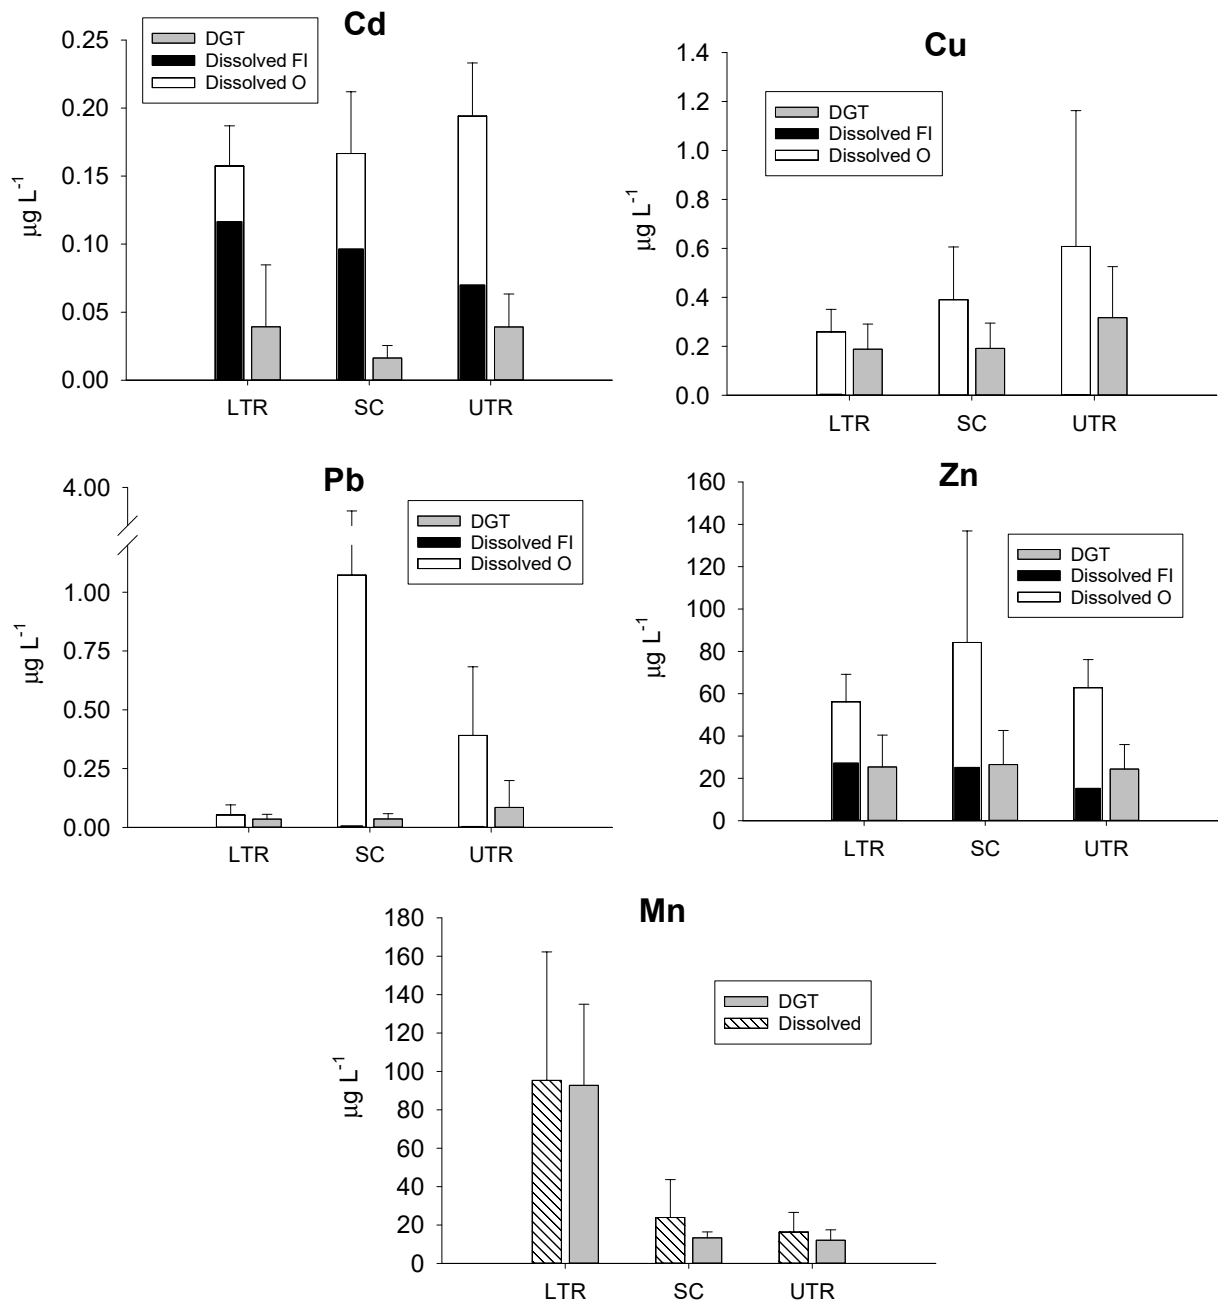 Cd
DGT
Dissolved FI
Dissolved O
0.25
0.20
0.15
0.10
0.05
0.00
µg L-1
LTR
SC
UTR
Cu
DGT
Dissolved FI
Dissolved O
1.4
1.2
1.0
0.8
0.6
0.4
0.2
0.0
µg L-1
LTR
SC
UTR
Pb
DGT
Dissolved FI
Dissolved O
4.00
1.00
0.75
0.50
0.25
0.00
µg L-1
LTR
SC
UTR
Zn
DGT
Dissolved FI
Dissolved O
160
140
120
100
80
60
40
20
0
µg L-1
LTR
SC
UTR
Mn
DGT
Dissolved
180
160
140
120
100
80
60
40
20
0
µg L-1
LTR
SC
UTR